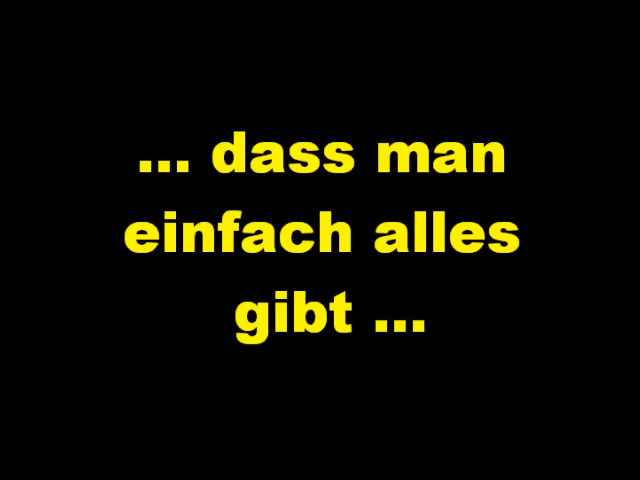 ... dass man
einfach alles
gibt ...